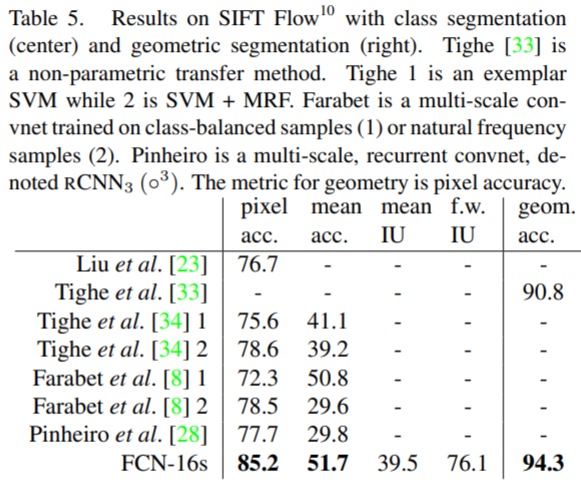 Table 5. Results on SIFT Flow10 with class segmentation
(center) and geometric segmentation (right). Tighe [33] is
a non-parametric transfer method. Tighe 1 is an exemplar
SVM while 2 is SVM + MRF. Farabet is a multi-scale con-
vnet trained on class-balanced samples (1) or natural frequency
samples (2). Pinheiro is a multi-scale, recurrent convnet, de-
noted RCNN3 (○3). The metric for geometry is pixel accuracy.
pixel mean mean f.w. geom.
acc. acc. IU IU acc.
Liu et al. [23] 76.7 - - - -
Tighe et al. [33] - - - - 90.8
Tighe et al. [34] 1 75.6 41.1 - - -
Tighe et al. [34] 2 78.6 39.2 - - -
Farabet et al. [8] 1 72.3 50.8 - - -
Farabet et al. [8] 2 78.5 29.6 - - -
Pinheiro et al. [28] 77.7 29.8 - - -
FCN-16s 85.2 51.7 39.5 76.1 94.3